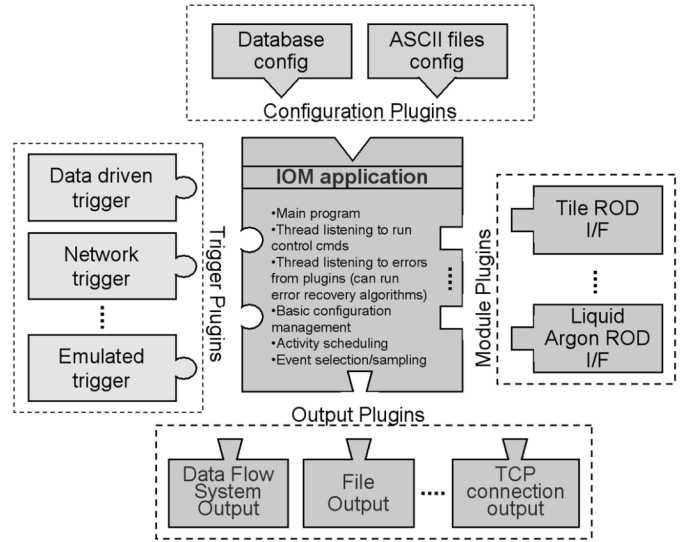 Database
config
ASCII files
config
Configuration Plugins
Data driven
trigger
Network
trigger
Emulated
trigger
Trigger Plugins
IOM application
•Main program
•Thread listening to run
control cmds
•Thread listening to errors
from plugins (can run
error recovery algorithms)
•Basic configuration
management
•Activity scheduling
•Event selection/sampling
Module Plugins
Tile ROD
I/F
Liquid
Argon ROD
I/F
Output Plugins
Data Flow
System
Output
File
Output
TCP
connection
output